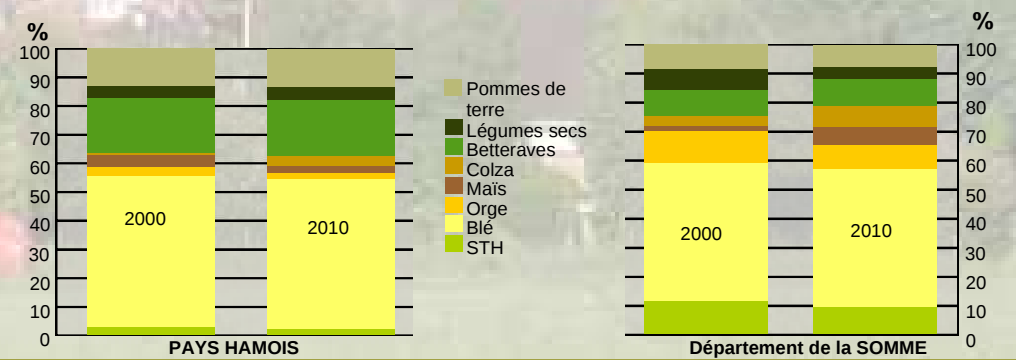 %
100
90
80
70
60
50
40
30
20
10
0
2000
2010
PAYS HAMOIS
Pommes de
terre
Légumes secs
Betteraves
Colza
Maïs
Orge
Blé
STH
%
100
90
80
70
60
50
40
30
20
10
0
2000
2010
Département de la SOMME